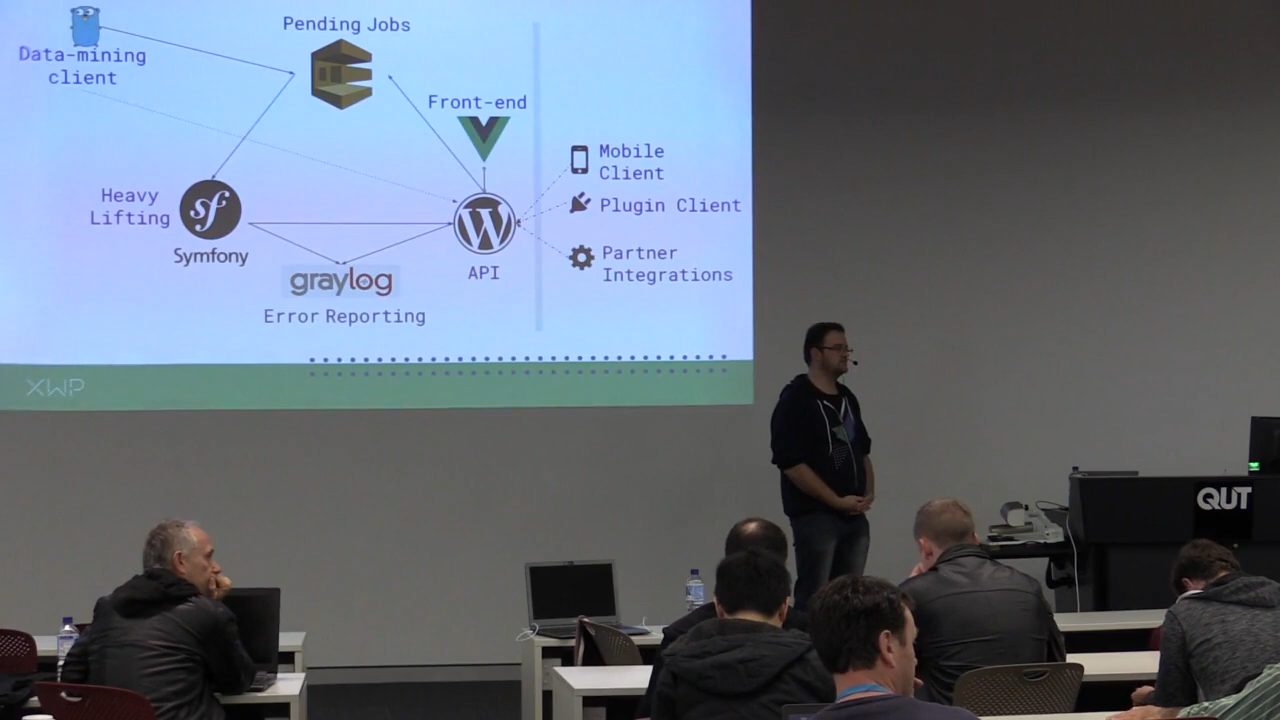 Pending Jobs
Data-mining
client
Front-end
Mobile
Client
Heavy
Lifting
Plugin Client
Symfony
API
Partner
Integrations
graylog
Error Reporting
XWP
QUT